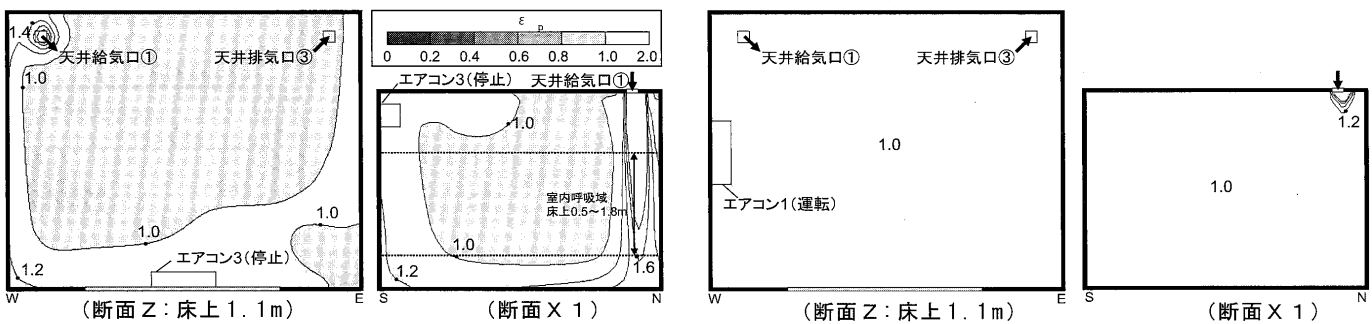 1.4
天井給気口①
天井排気口③
1.0
1.0
1.0
エアコン3(停止)
1.2
W
E
(断面Z:床上1.1m)
ε p
0 0.2 0.4 0.6 0.8 1.0 2.0
エアコン3(停止) 天井給気口①
1.0
室内呼吸域
床上0.5～1.8m
1.0
1.2
1.6
S
N
(断面X1)
天井給気口①
天井排気口③
1.0
エアコン1(運転)
W
E
(断面Z:床上1.1m)
1.2
1.0
S
N
(断面X1)